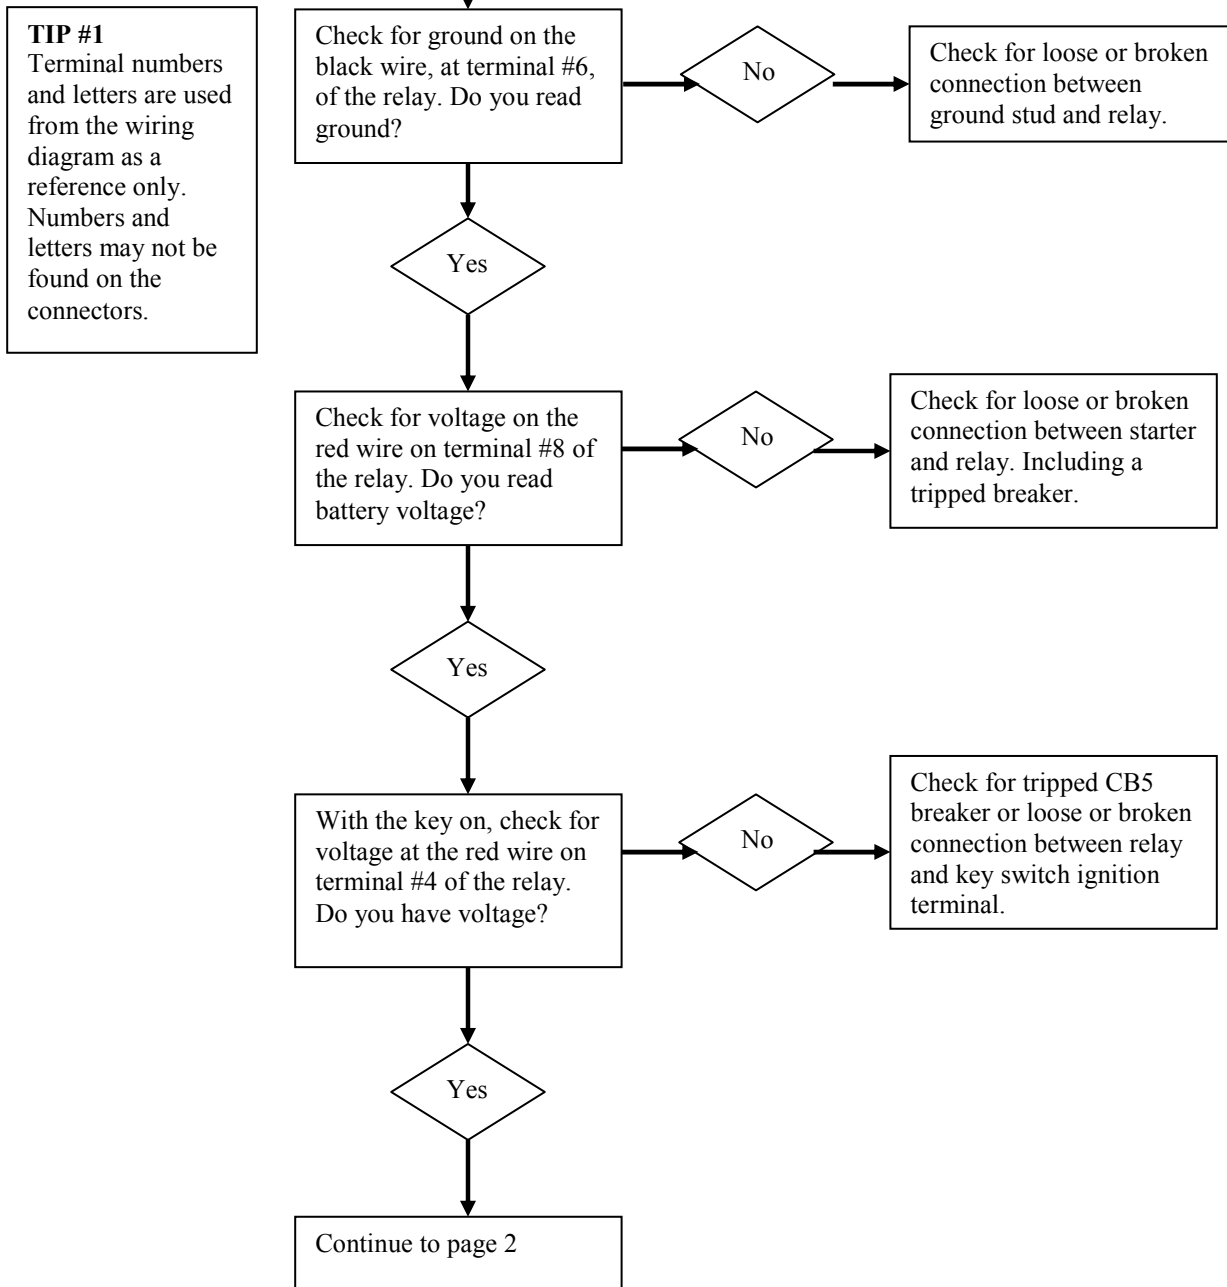 TIP #1
Terminal numbers
and letters are used
from the wiring
diagram as a
reference only.
Numbers and
letters may not be
found on the
connectors.
Check for ground on the
black wire, at terminal #6,
of the relay. Do you read
ground?
No
Check for loose or broken
connection between
ground stud and relay.
Yes
Check for voltage on the
red wire on terminal #8 of
the relay. Do you read
battery voltage?
No
Check for loose or broken
connection between starter
and relay. Including a
tripped breaker.
Yes
With the key on, check for
voltage at the red wire on
terminal #4 of the relay.
Do you have voltage?
No
Check for tripped CB5
breaker or loose or broken
connection between relay
and key switch ignition
terminal.
Yes
Continue to page 2